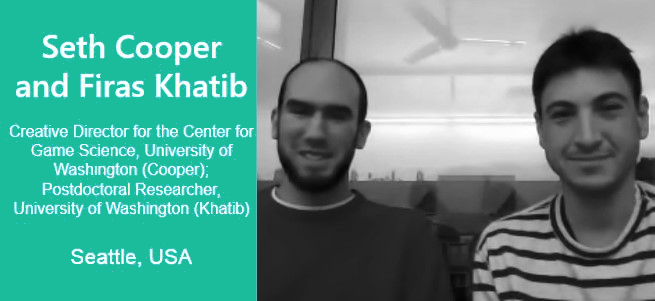 Seth Cooper
and Firas Khatib
Creative Director for the Center for
Game Science, University of
Washington (Cooper);
Postdoctoral Researcher,
University of Washington (Khatib)
Seattle, USA